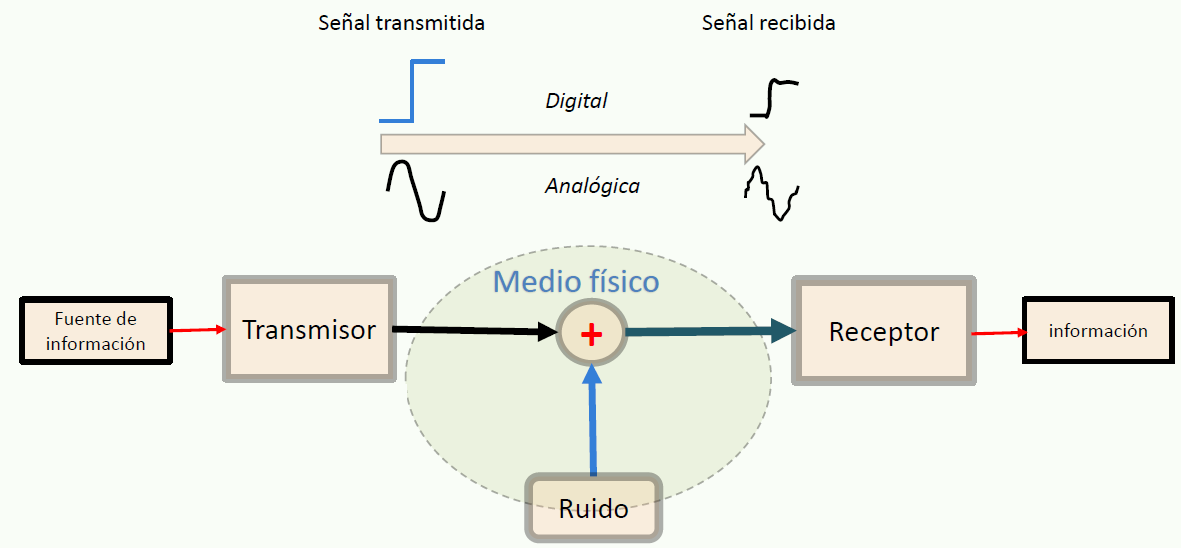 Señal transmitida
Señal recibida
Digital
Analógica
Medio físico
Fuente de
información
Transmisor
+
Receptor
información
Ruido